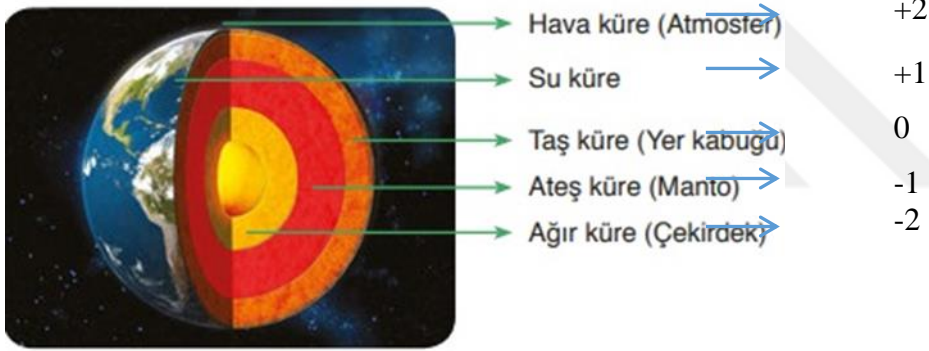 Hava küre (Atmosfer) +2
Su küre +1
Taş küre (Yer kabuğu) 0
Ateş küre (Manto) -1
Ağır küre (Çekirdek) -2